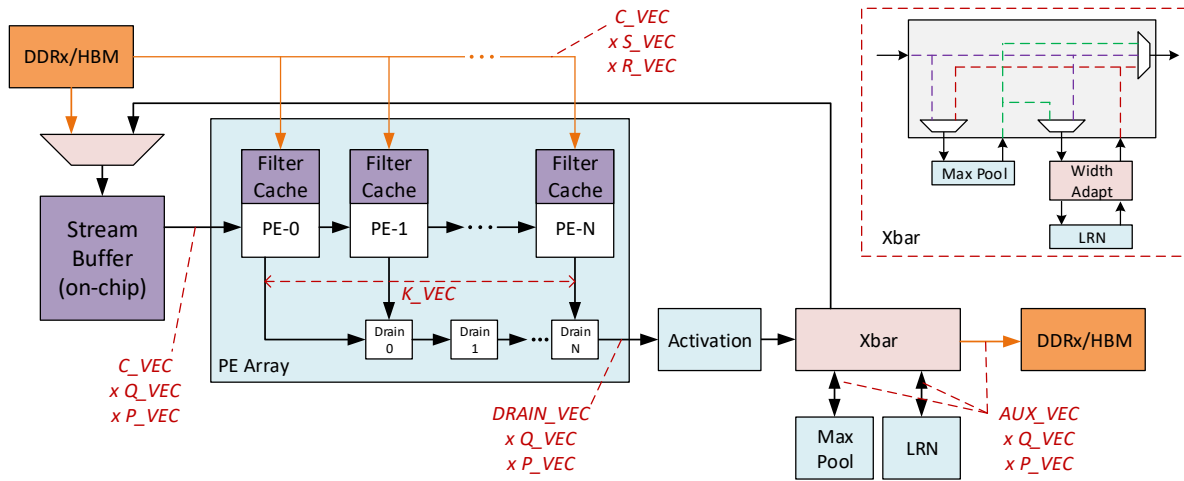 DDRx/HBM
C_VEC
x S_VEC
x R_VEC
Filter
Cache
Filter
Cache
Filter
Cache
PE-0
PE-1
PE-N
Stream
Buffer
(on-chip)
K_VEC
Drain
0
Drain
1
Drain
N
PE Array
C_VEC
x Q_VEC
x P_VEC
DRAIN_VEC
x Q_VEC
x P_VEC
Activation
Xbar
DDRx/HBM
Max
Pool
LRN
AUX_VEC
x Q_VEC
x P_VEC
Max Pool
Width
Adapt
LRN
Xbar